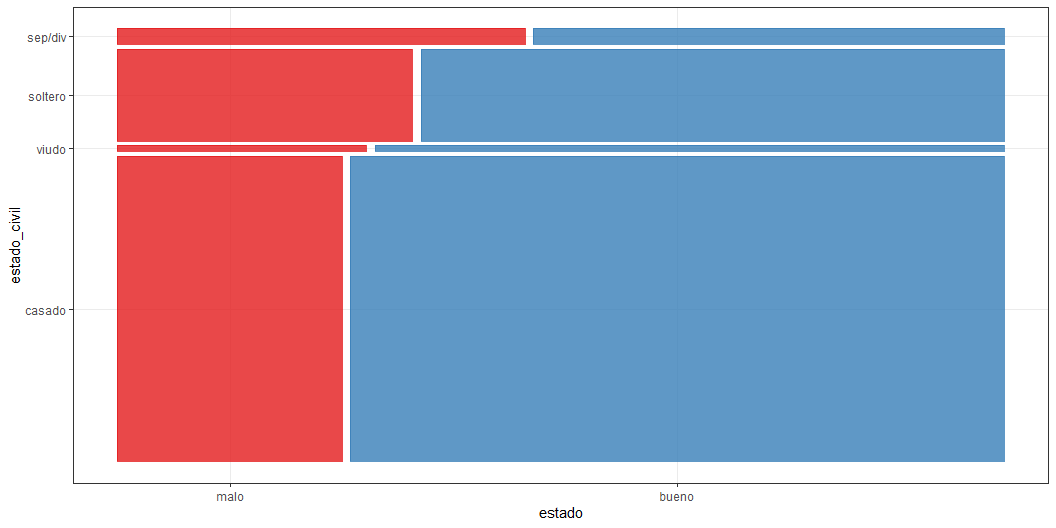 sep/div
soltero
viudo
casado
estado_civil
malo
bueno
estado